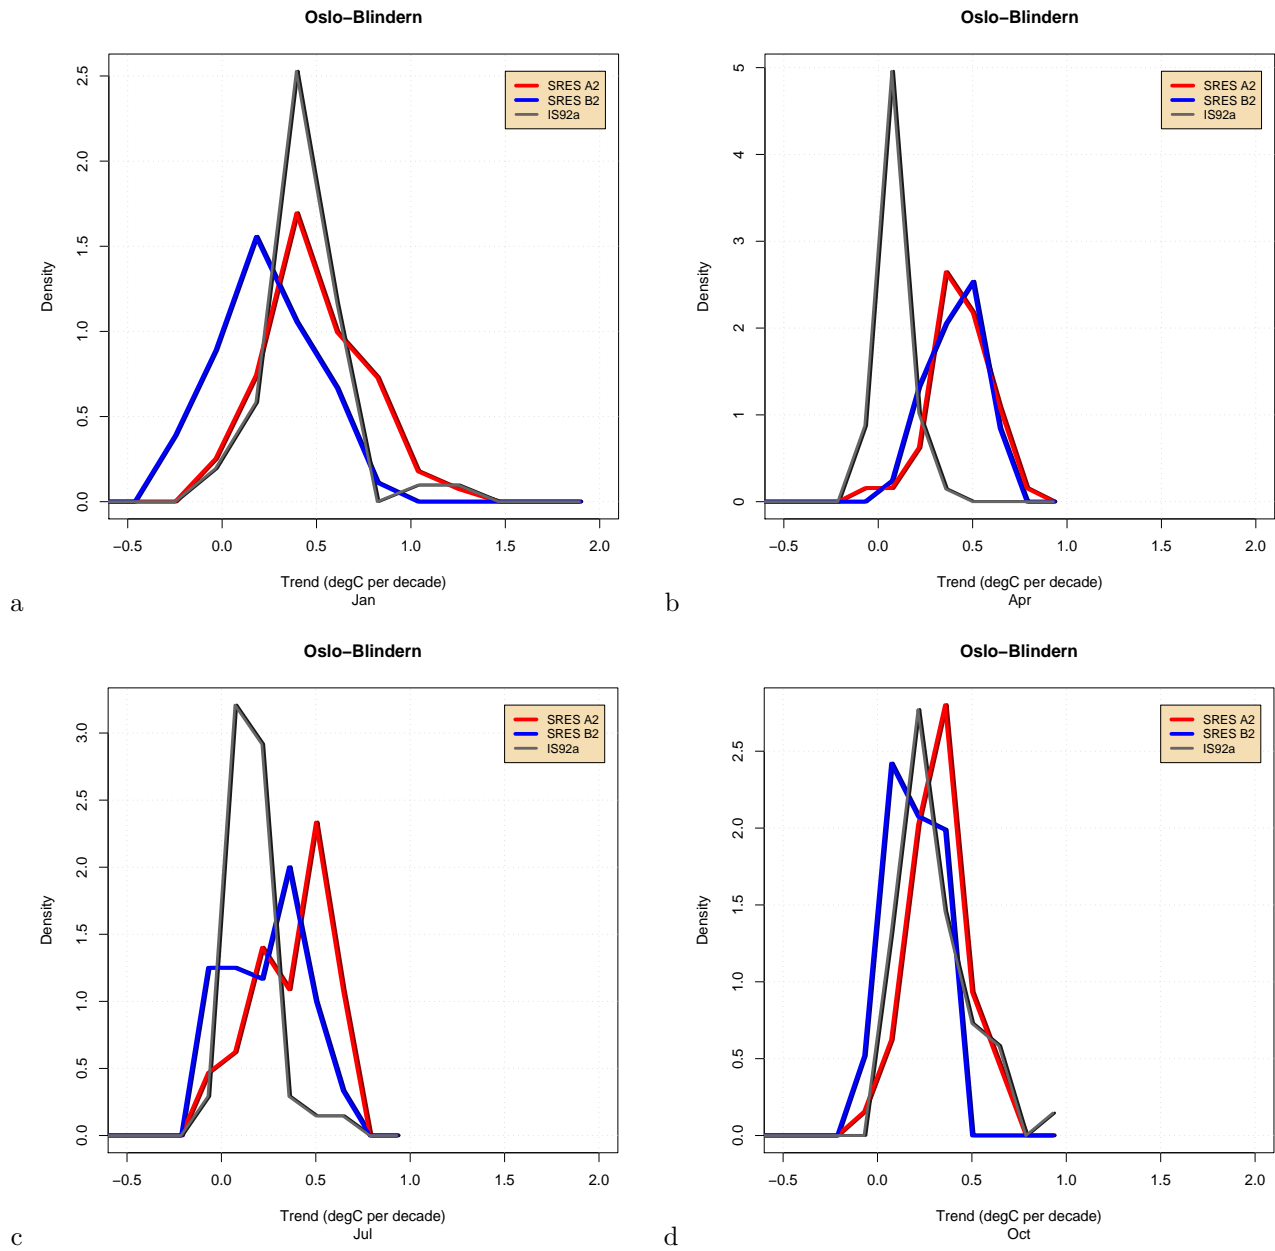 Oslo−Blindern
Density
0.0 0.5 1.0 1.5 2.0 2.5
SRES A2
SRES B2
IS92a
−0.5 0.0 0.5 1.0 1.5 2.0
Trend (degC per decade)
Jan
a
Oslo−Blindern
Density
0 1 2 3 4 5
SRES A2
SRES B2
IS92a
−0.5 0.0 0.5 1.0 1.5 2.0
Trend (degC per decade)
Apr
b
Oslo−Blindern
Density
0.0 0.5 1.0 1.5 2.0 2.5 3.0
SRES A2
SRES B2
IS92a
−0.5 0.0 0.5 1.0 1.5 2.0
Trend (degC per decade)
Jul
c
Oslo−Blindern
Density
0.0 0.5 1.0 1.5 2.0 2.5
SRES A2
SRES B2
IS92a
−0.5 0.0 0.5 1.0 1.5 2.0
Trend (degC per decade)
Oct
d